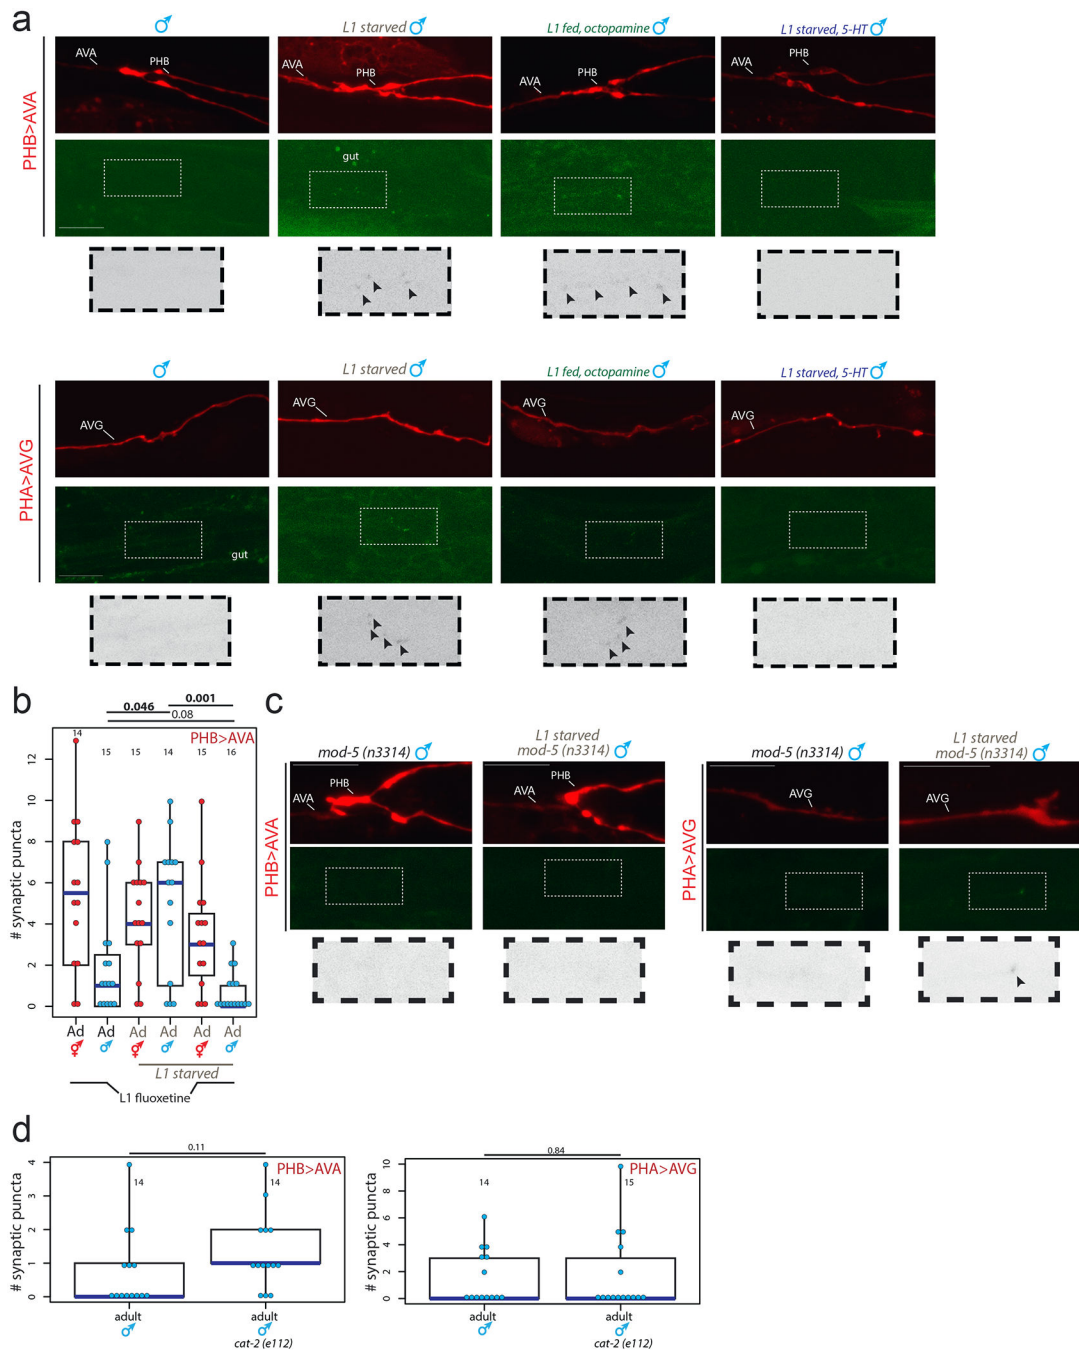 a
L1 starved
L1 fed, octopamine
L1 starved, 5-HT
PHB>AVA
AVA
PHB
AVA
PHB
AVA
PHB
AVA
PHB
gut
L1 starved
L1 fed, octopamine
L1 starved, 5-HT
PHA>AVG
AVG
AVG
AVG
AVG
gut
b
0.046
0.001
0.08
PHB>AVA
14
15
15
14
15
16
# synaptic puncta
12
10
8
6
4
2
0
Ad
Ad
Ad
Ad
Ad
Ad
L1 starved
L1 fluoxetine
c
mod-5 (n3314)
L1 starved
mod-5 (n3314)
PHB>AVA
AVA
PHB
AVA
PHB
mod-5 (n3314)
L1 starved
mod-5 (n3314)
PHA>AVG
AVG
AVG
d
0.11
PHB>AVA
14
14
# synaptic puncta
4
3
2
1
0
adult
adult
cat-2 (e112)
0.84
PHA>AVG
14
15
# synaptic puncta
10
8
6
4
2
0
adult
adult
cat-2 (e112)